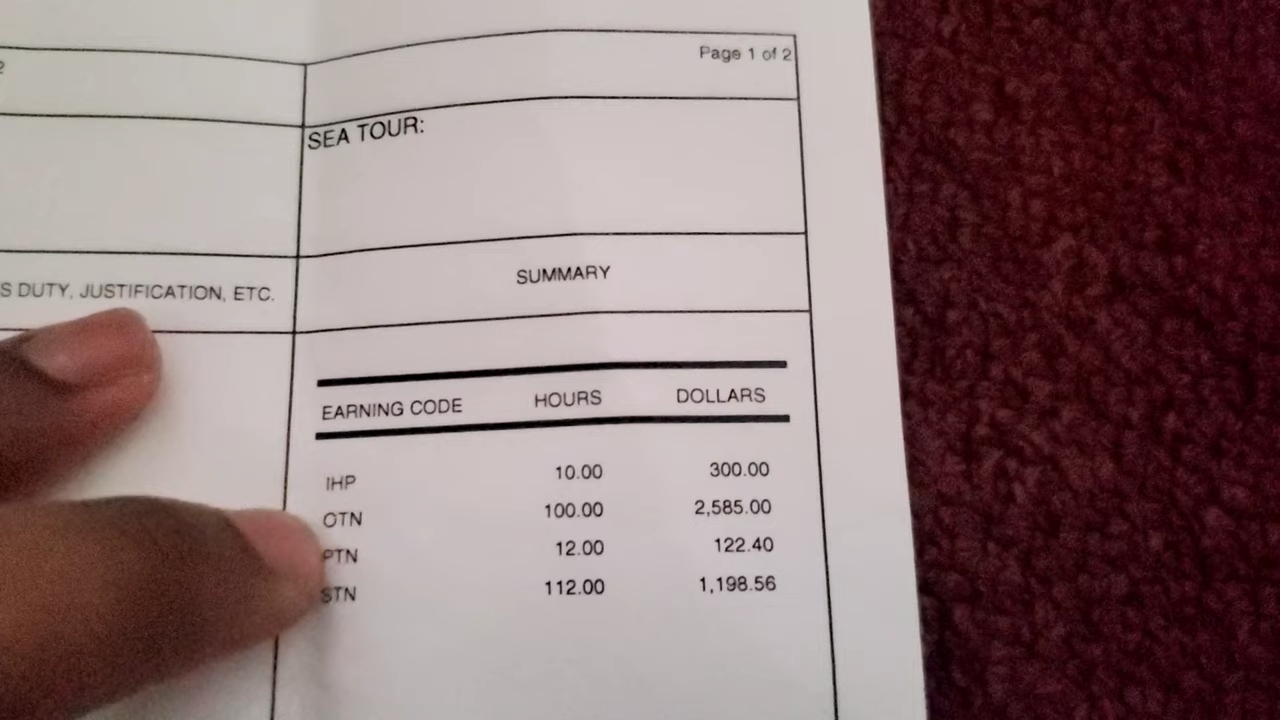 2
Page 1 of 2
SEA TOUR:
S DUTY, JUSTIFICATION, ETC.
SUMMARY
EARNING CODE HOURS DOLLARS
IHP 10.00 300.00
OTN 100.00 2,585.00
PTN 12.00 122.40
STN 112.00 1,198.56